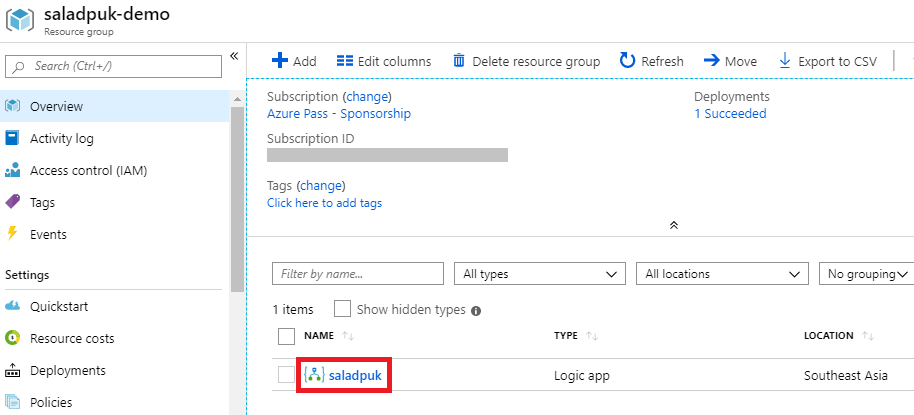 saladpuk-demo
Resource group
Search (Ctrl+/)
Overview
Activity log
Access control (IAM)
Tags
Events
Settings
Quickstart
Resource costs
Deployments
Policies
Add Edit columns Delete resource group Refresh Move Export to CSV
Subscription (change)
Azure Pass - Sponsorship
Subscription ID
Tags (change)
Click here to add tags
Deployments
1 Succeeded
Filter by name... All types All locations No grouping
1 items Show hidden types
NAME TYPE LOCATION
saladpuk Logic app Southeast Asia